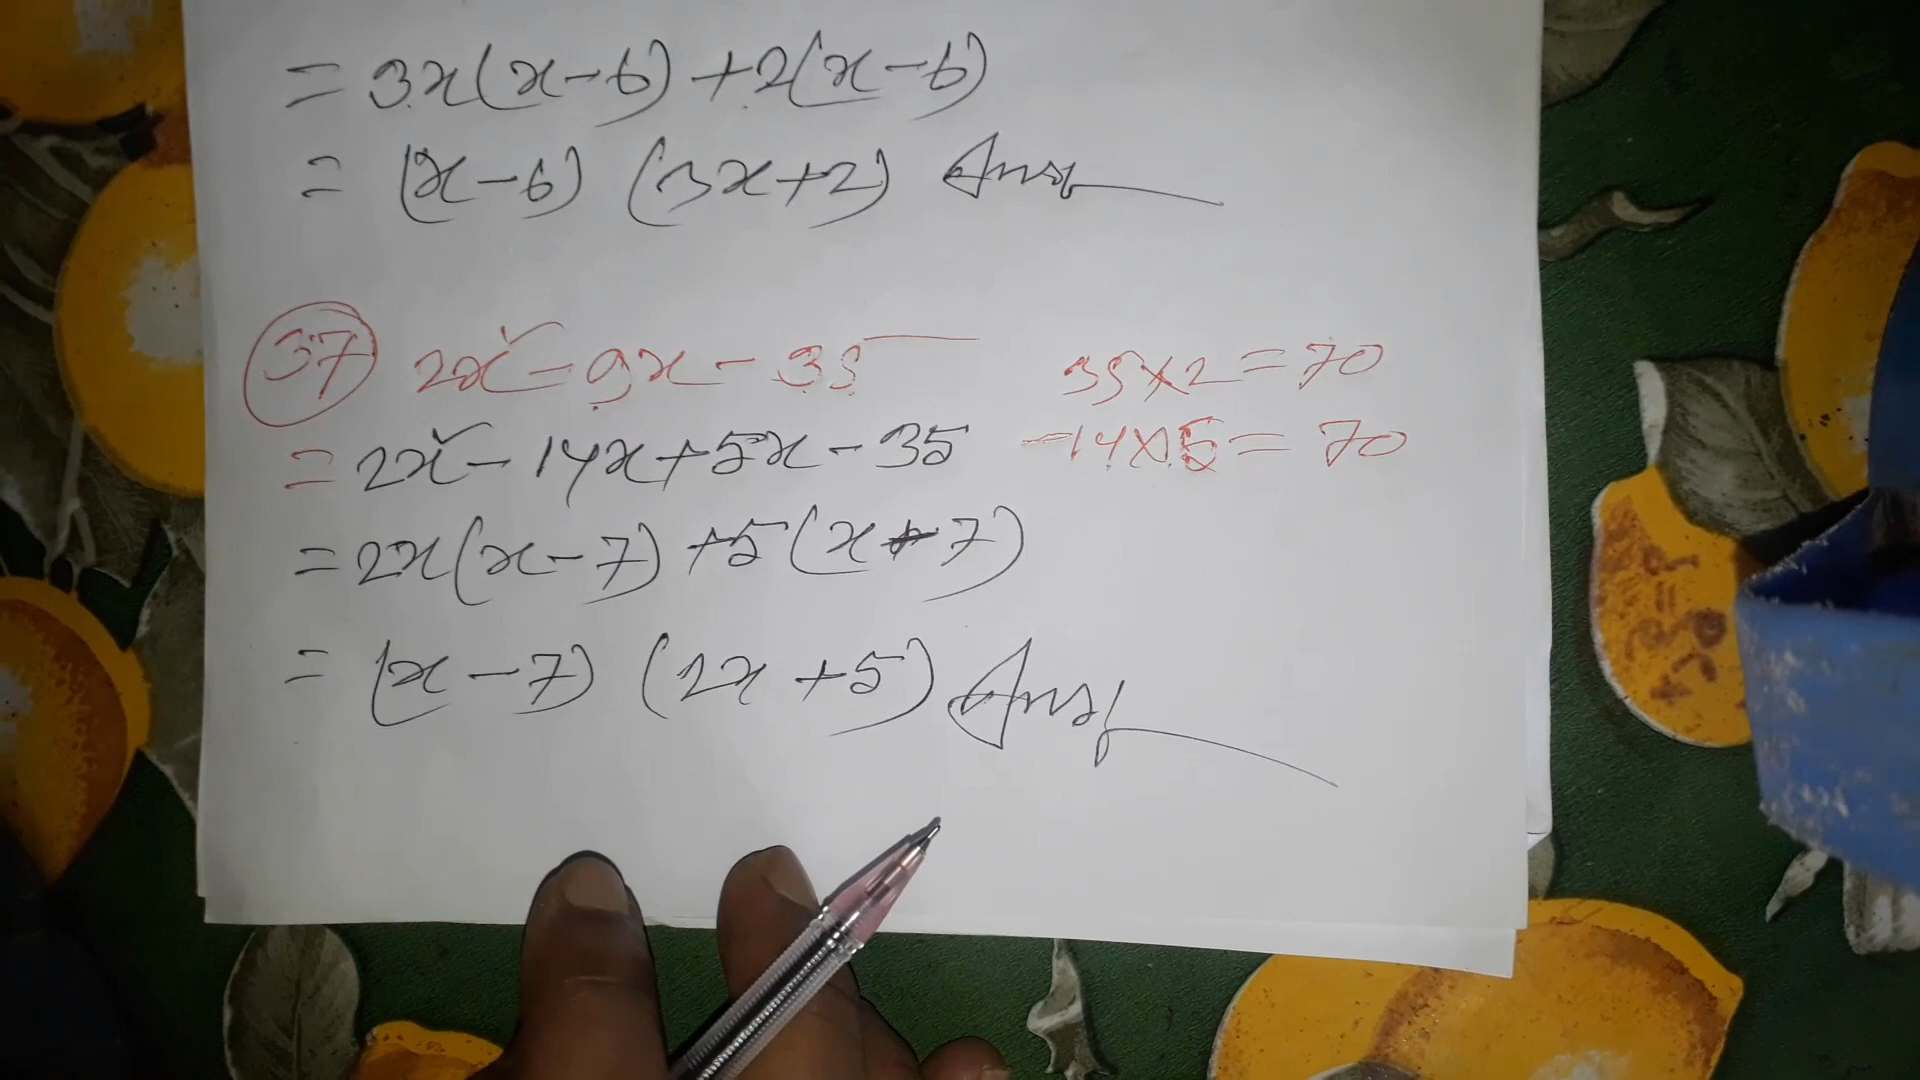 = 3x(x-6) +2(x-6)
= (x-6) (3x+2) Ans
37 2x² - 9x - 35
35×2=70
= 2x² - 14x+5x - 35
-14×5=70
= 2x(x-7) +5(x-7)
= (x-7) (2x+5) Ans